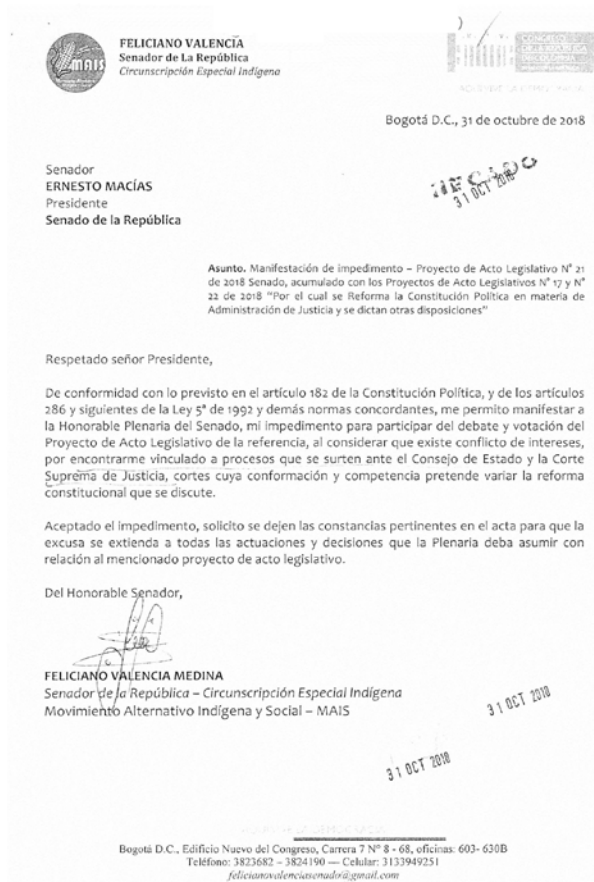 mais
FELICIANO VALENCIA
Senador de La República
Circunscripción Especial Indígena
CONGRESO
DE LA REPÚBLICA
DE COLOMBIA
Bogotá D.C., 31 de octubre de 2018
Senador
ERNESTO MACÍAS
Presidente
Senado de la República
31 OCT 2018
Asunto. Manifestación de impedimento – Proyecto de Acto Legislativo N° 21
de 2018 Senado, acumulado con los Proyectos de Acto Legislativos N° 17 y N°
22 de 2018 "Por el cual se Reforma la Constitución Política en materia de
Administración de Justicia y se dictan otras disposiciones"
Respetado señor Presidente,
De conformidad con lo previsto en el artículo 182 de la Constitución Política, y de los artículos
286 y siguientes de la Ley 5ª de 1992 y demás normas concordantes, me permito manifestar a
la Honorable Plenaria del Senado, mi impedimento para participar del debate y votación del
Proyecto de Acto Legislativo de la referencia, al considerar que existe conflicto de intereses,
por encontrarme vinculado a procesos que se surten ante el Consejo de Estado y la Corte
Suprema de Justicia, cortes cuya conformación y competencia pretende variar la reforma
constitucional que se discute.
Aceptado el impedimento, solicito se dejen las constancias pertinentes en el acta para que la
excusa se extienda a todas las actuaciones y decisiones que la Plenaria deba asumir con
relación al mencionado proyecto de acto legislativo.
Del Honorable Senador,
FELICIANO VALENCIA MEDINA
Senador de la República – Circunscripción Especial Indígena
Movimiento Alternativo Indígena y Social – MAIS
31 OCT 2018
31 OCT 2018
Bogotá D.C., Edificio Nuevo del Congreso, Carrera 7 N° 8 - 68, oficinas: 603- 630B
Teléfono: 3823682 – 3824190 — Celular: 3133949251
felicianovalenciasenado@gmail.com